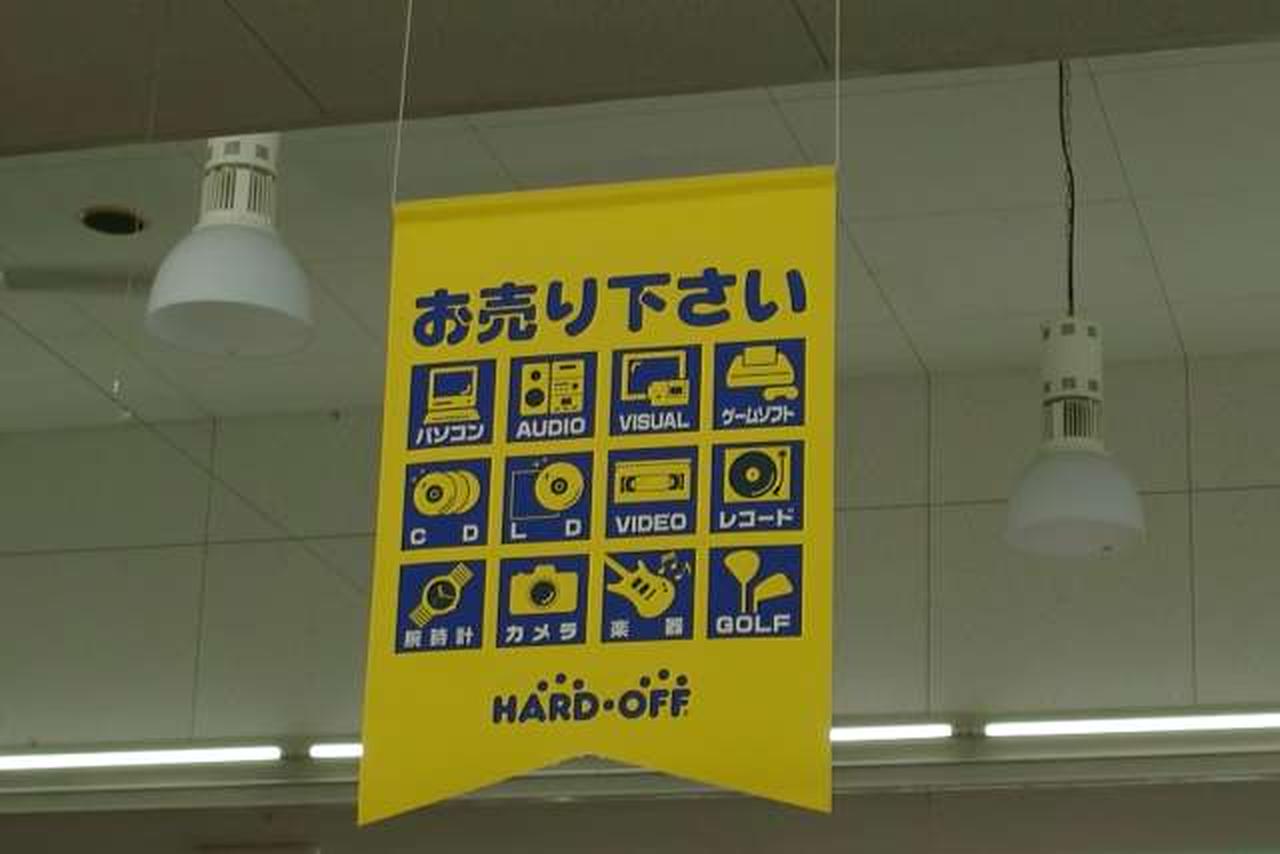 お売り下さい
パソコン AUDIO VISUAL ゲームソフト
C D L D VIDEO レコード
腕時計 カメラ 楽器 GOLF
HARD・OFF